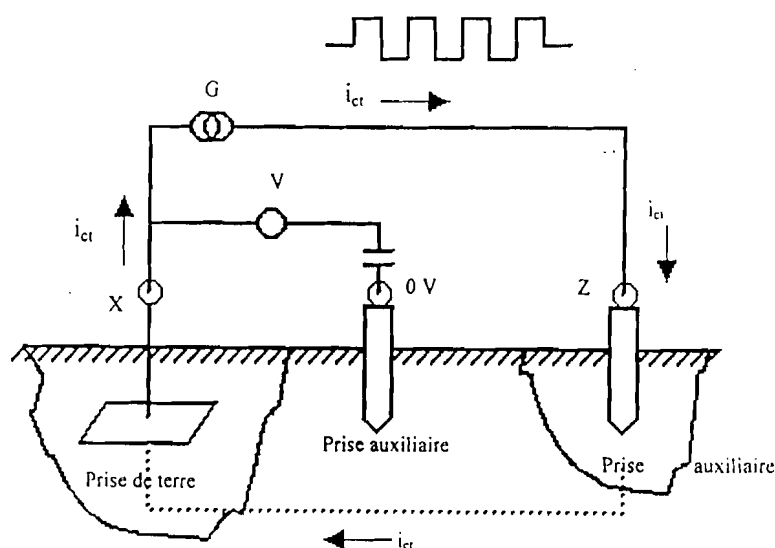 G
i_ct
V
i_ct
i_ct
X
0 V
Z
Prise auxiliaire
Prise de terre
Prise auxiliaire
i_ct